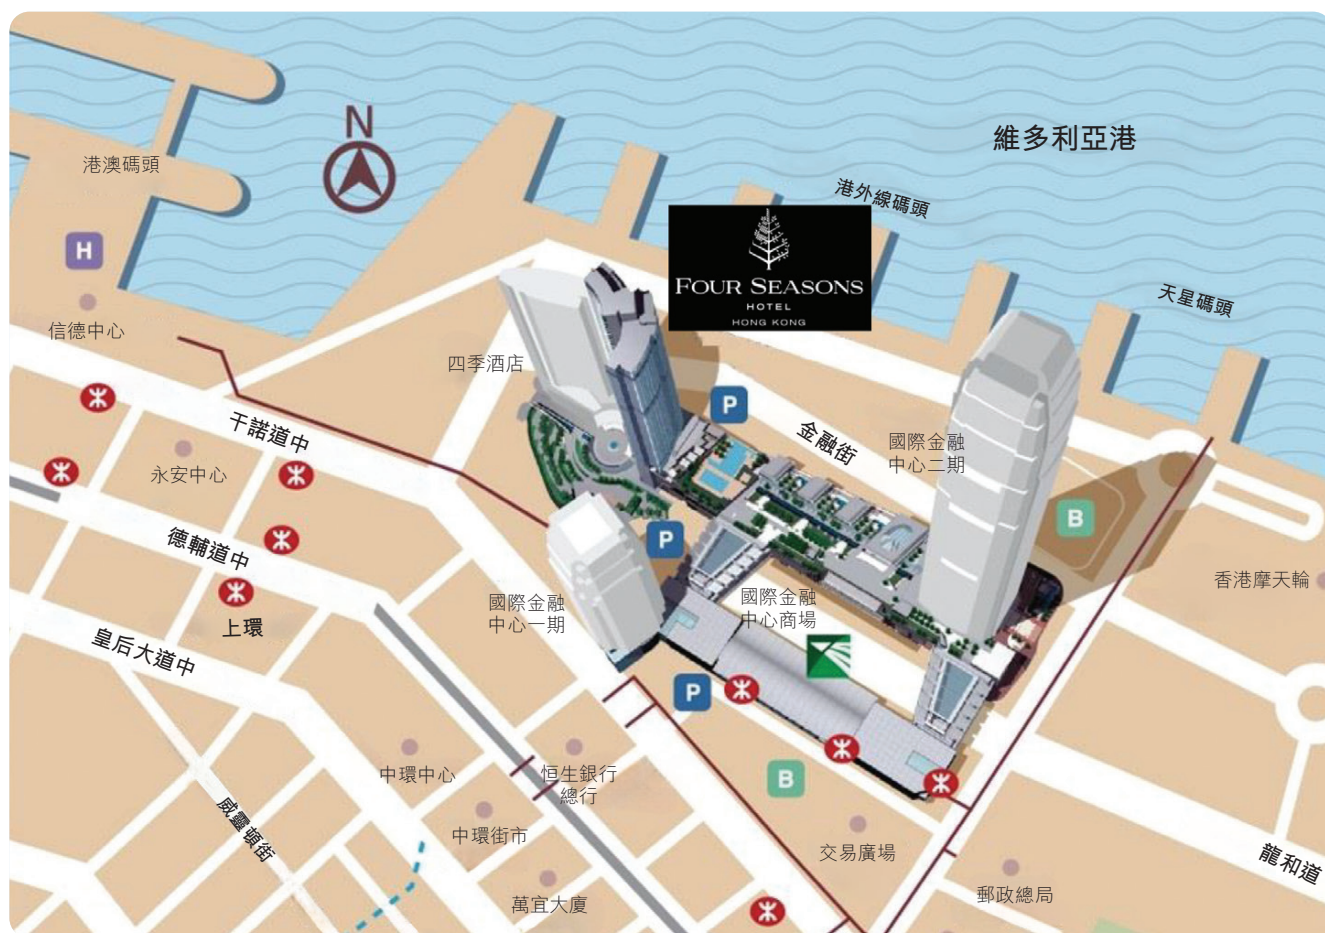 N
維多利亞港
港澳碼頭
港外線碼頭
H
FOUR SEASONS
HOTEL
HONG KONG
天星碼頭
信德中心
四季酒店
P
干諾道中
金融街
國際金融
中心二期
永安中心
B
德輔道中
P
香港摩天輪
國際金融
中心一期
國際金融
中心商場
上環
皇后大道中
P
中環中心
恒生銀行
總行
B
威靈頓街
中環街市
交易廣場
龍和道
萬宜大廈
郵政總局